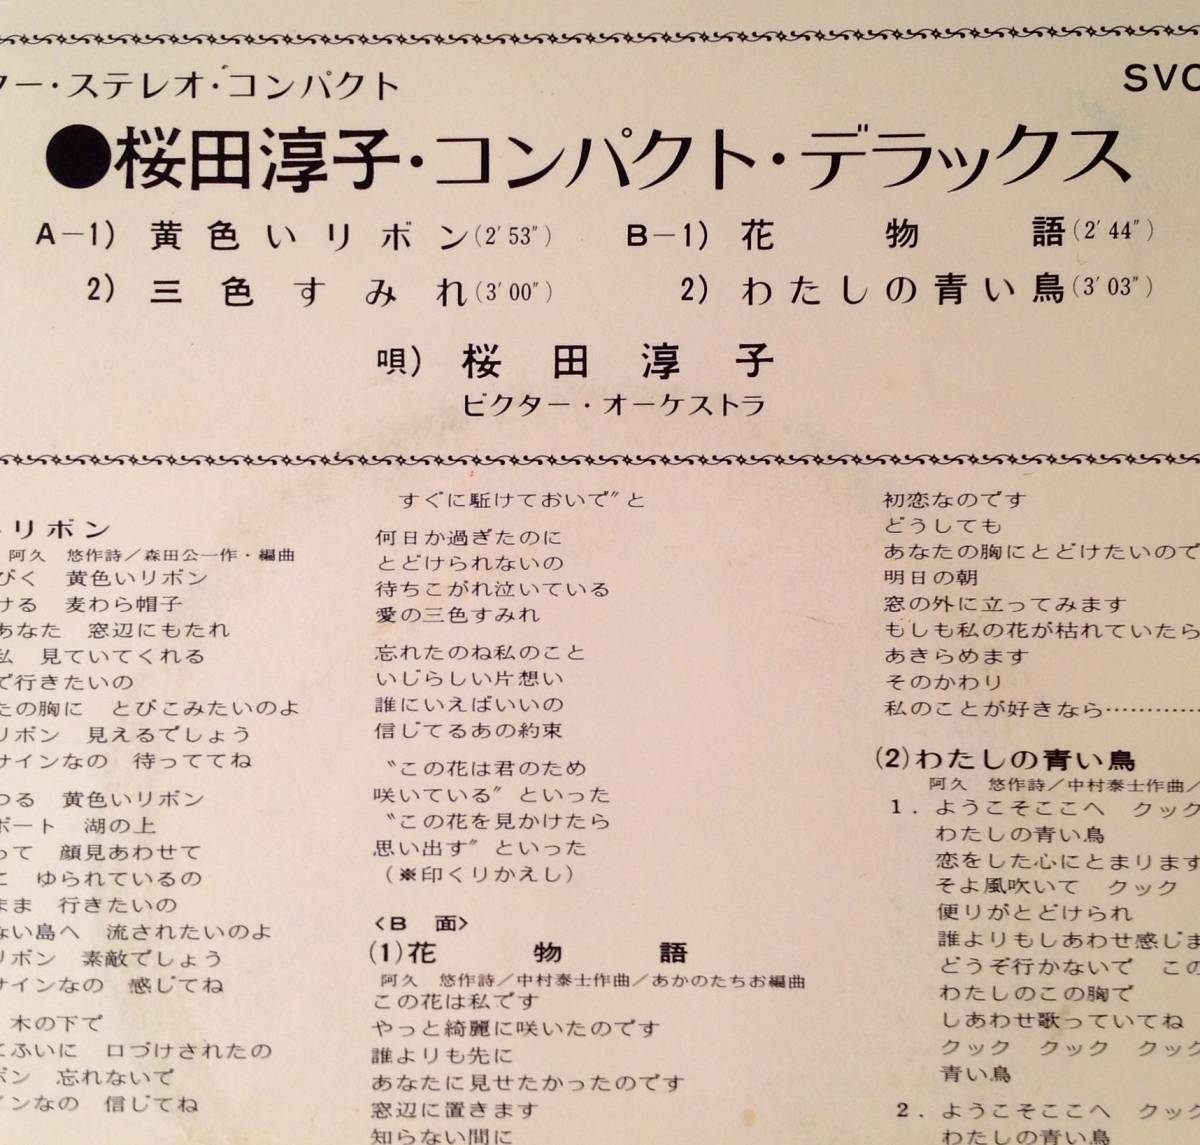 ター・ステレオ・コンパクト
SVC
●桜田淳子・コンパクト・デラックス
A-1) 黄色いリボン(2′53″)
2) 三色すみれ(3′00″)
B-1) 花物語(2′44″)
2) わたしの青い鳥(3′03″)
唄) 桜田淳子
ビクター・オーケストラ
リボン
阿久 悠作詩/森田公一作・編曲
びく 黄色いリボン
ける 麦わら帽子
あなた 窓辺にもたれ
私 見ていてくれる
で行きたいの
たの胸に とびこみたいのよ
リボン 見えるでしょう
サインなの 待っててね
つる 黄色いリボン
ボート 湖の上
って 顔見あわせて
こ ゆられているの
まま 行きたいの
ない島へ 流されたいのよ
リボン 素敵でしょう
サインなの 感じてね
木の下で
てふいに 口づけされたの
ボン 忘れないで
インなの 信じてね
すぐに駈けておいで〞と
何日か過ぎたのに
とどけられないの
待ちこがれ泣いている
愛の三色すみれ
忘れたのね私のこと
いじらしい片想い
誰にいえばいいの
信じてるあの約束
〝この花は君のため
咲いている〞といった
〝この花を見かけたら
思い出す〞といった
(※印くりかえし)
<B 面>
(1)花物語
阿久 悠作詩/中村泰士作曲/あかのたちお編曲
この花は私です
やっと綺麗に咲いたのです
誰よりも先に
あなたに見せたかったのです
窓辺に置きます
知らない間に
初恋なのです
どうしても
あなたの胸にとどけたいので
明日の朝
窓の外に立ってみます
もしも私の花が枯れていたら
あきらめます
そのかわり
私のことが好きなら…………
(2)わたしの青い鳥
阿久 悠作詩/中村泰士作曲/
1. ようこそここへ クック
わたしの青い鳥
恋をした心にとまります
そよ風吹いて クック
便りがとどけられ
誰よりもしあわせ感じま
どうぞ行かないで この
わたしのこの胸で
しあわせ歌っていてね
クック クック クック
青い鳥
2. ようこそここへ クック
わたしの青い鳥